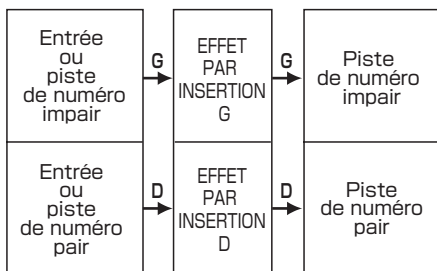 Entrée
ou
piste
de numéro
impair
G
EFFET
PAR
INSERTION
G
G
Piste
de numéro
impair
Entrée
ou
piste
de numéro
pair
D
EFFET
PAR
INSERTION
D
D
Piste
de numéro
pair